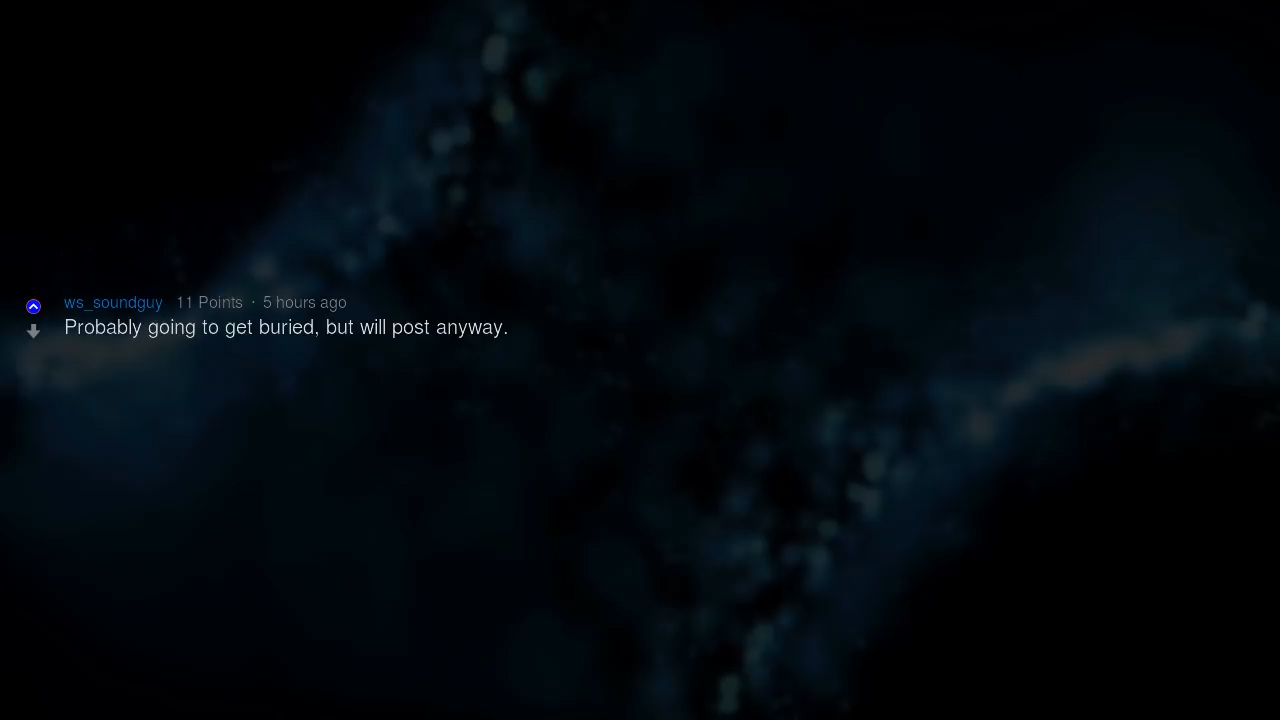 ws_soundguy 11 Points · 5 hours ago
Probably going to get buried, but will post anyway.